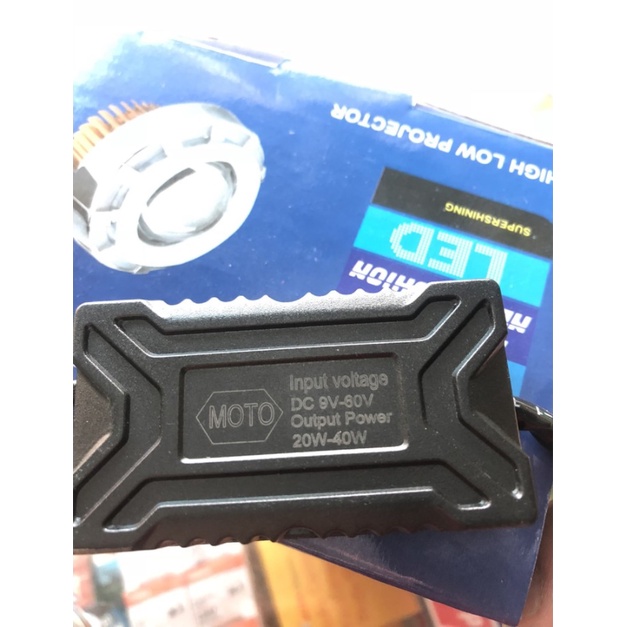 HIGH LOW PROJECTOR
SUPERSHINING
LED
MOTO
Input voltage
DC 9V-60V
Output Power
20W-40W